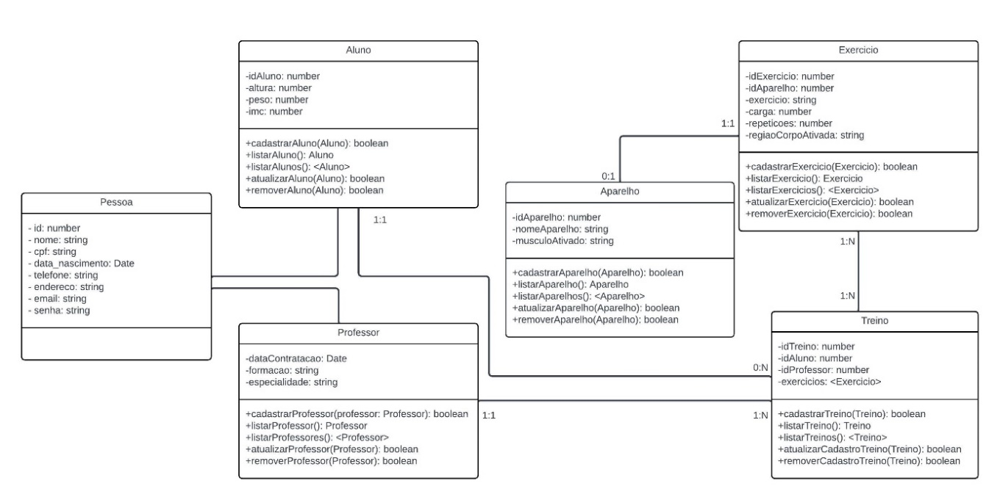 Aluno
-idAluno: number
-altura: number
-peso: number
-imc: number
+cadastrarAluno(Aluno): boolean
+listarAluno(): Aluno
+listarAlunos(): <Aluno>
+atualizarAluno(Aluno): boolean
+removerAluno(Aluno): boolean
1:1
Exercicio
-idExercicio: number
-idAparelho: number
-exercicio: string
-carga: number
-repeticoes: number
-regiaoCorpoAtivada: string
+cadastrarExercicio(Exercicio): boolean
+listarExercicio(): Exercicio
+listarExercicios(): <Exercicio>
+atualizarExercicio(Exercicio): boolean
+removerExercicio(Exercicio): boolean
1:1
0:1
Aparelho
-idAparelho: number
-nomeAparelho: string
-musculoAtivado: string
+cadastrarAparelho(Aparelho): boolean
+listarAparelho(): Aparelho
+listarAparelhos(): <Aparelho>
+atualizarAparelho(Aparelho): boolean
+removerAparelho(Aparelho): boolean
Pessoa
- id: number
- nome: string
- cpf: string
- data_nascimento: Date
- telefone: string
- endereco: string
- email: string
- senha: string
1:N
1:N
Professor
-dataContratacao: Date
-formacao: string
-especialidade: string
+cadastrarProfessor(professor: Professor): boolean
+listarProfessor(): Professor
+listarProfessores(): <Professor>
+atualizarProfessor(Professor): boolean
+removerProfessor(Professor): boolean
1:1
0:N
1:N
Treino
-idTreino: number
-idAluno: number
-idProfessor: number
-exercicios: <Exercicio>
+cadastrarTreino(Treino): boolean
+listarTreino(): Treino
+listarTreinos(): <Treino>
+atualizarCadastroTreino(Treino): boolean
+removerCadastroTreino(Treino): boolean